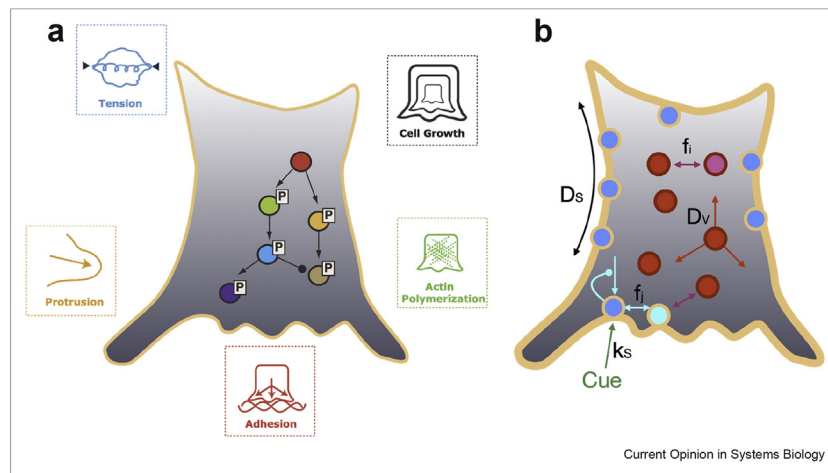 a
Tension
Cell Growth
P
P
P
P
P
Protrusion
Actin
Polymerization
Adhesion
b
fi
DS
DV
fj
kS
Cue
Current Opinion in Systems Biology